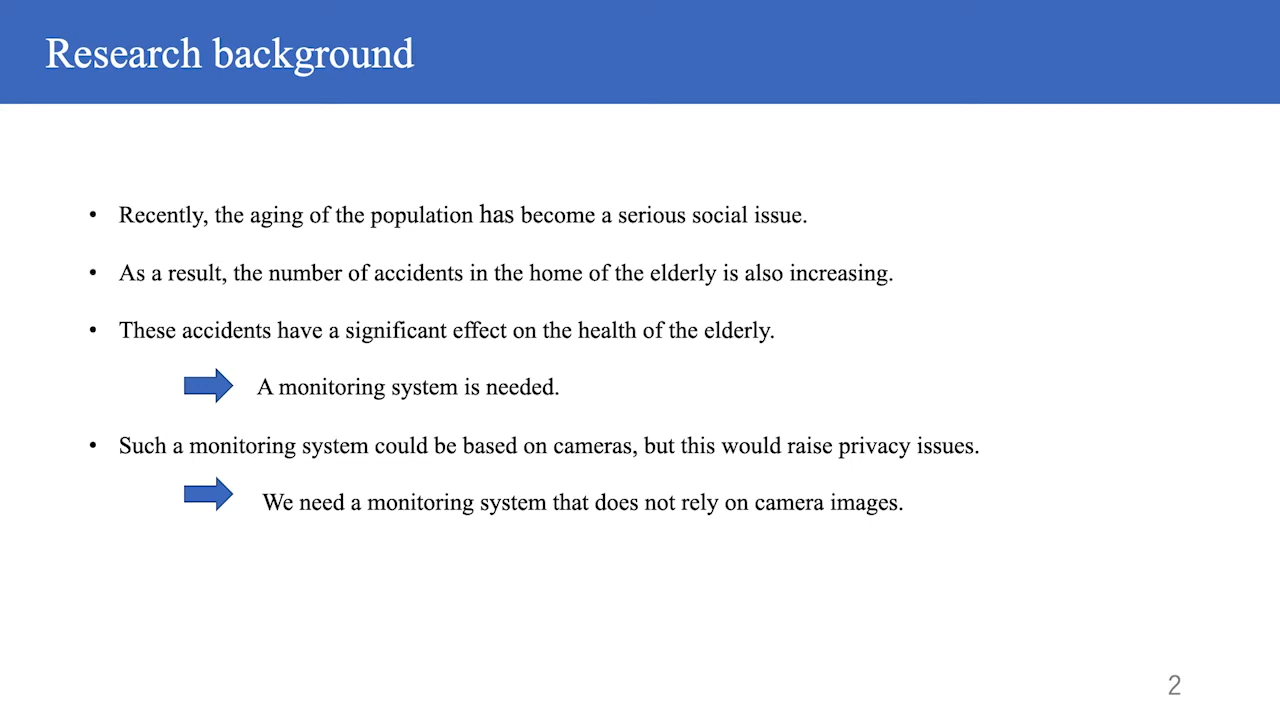 Research background
• Recently, the aging of the population has become a serious social issue.
• As a result, the number of accidents in the home of the elderly is also increasing.
• These accidents have a significant effect on the health of the elderly.
A monitoring system is needed.
• Such a monitoring system could be based on cameras, but this would raise privacy issues.
We need a monitoring system that does not rely on camera images.
2